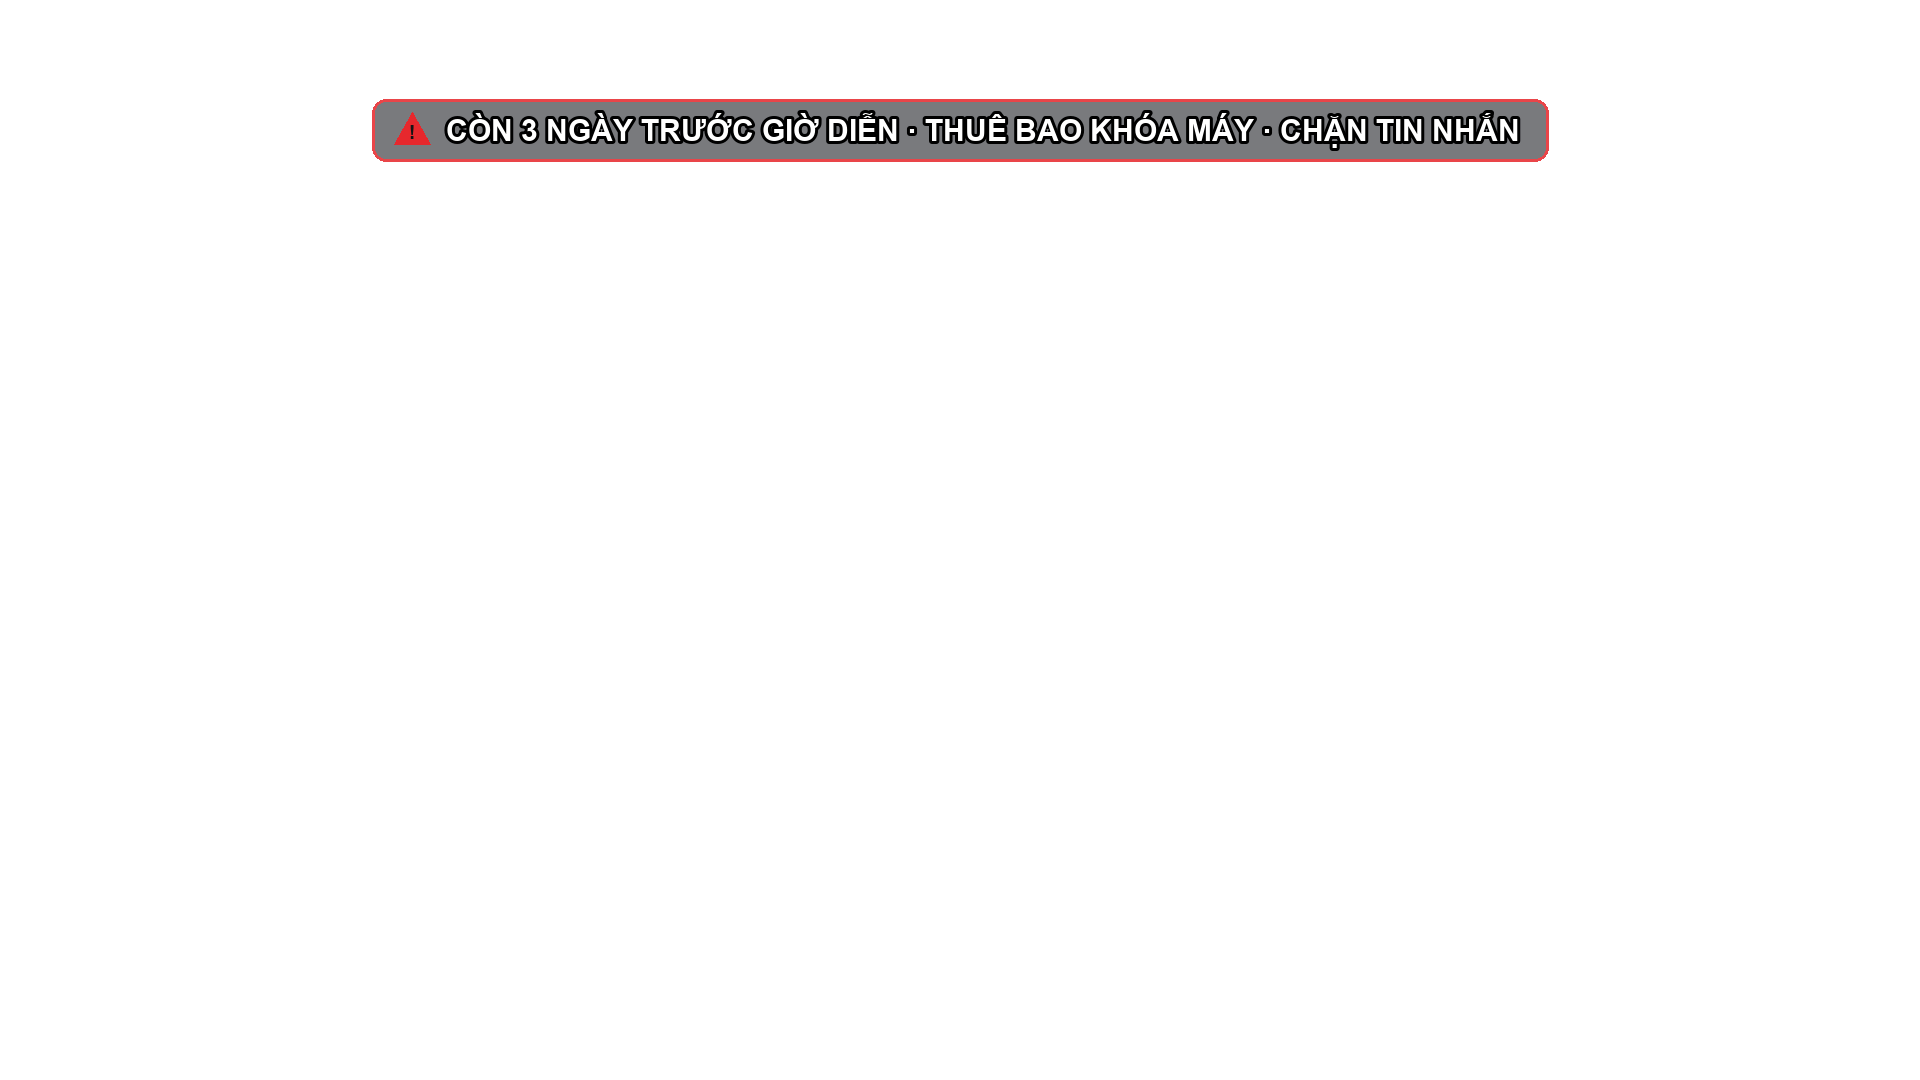 CÒN 3 NGÀY TRƯỚC GIỜ DIỄN · THUÊ BAO KHÓA MÁY · CHẶN TIN NHẮN